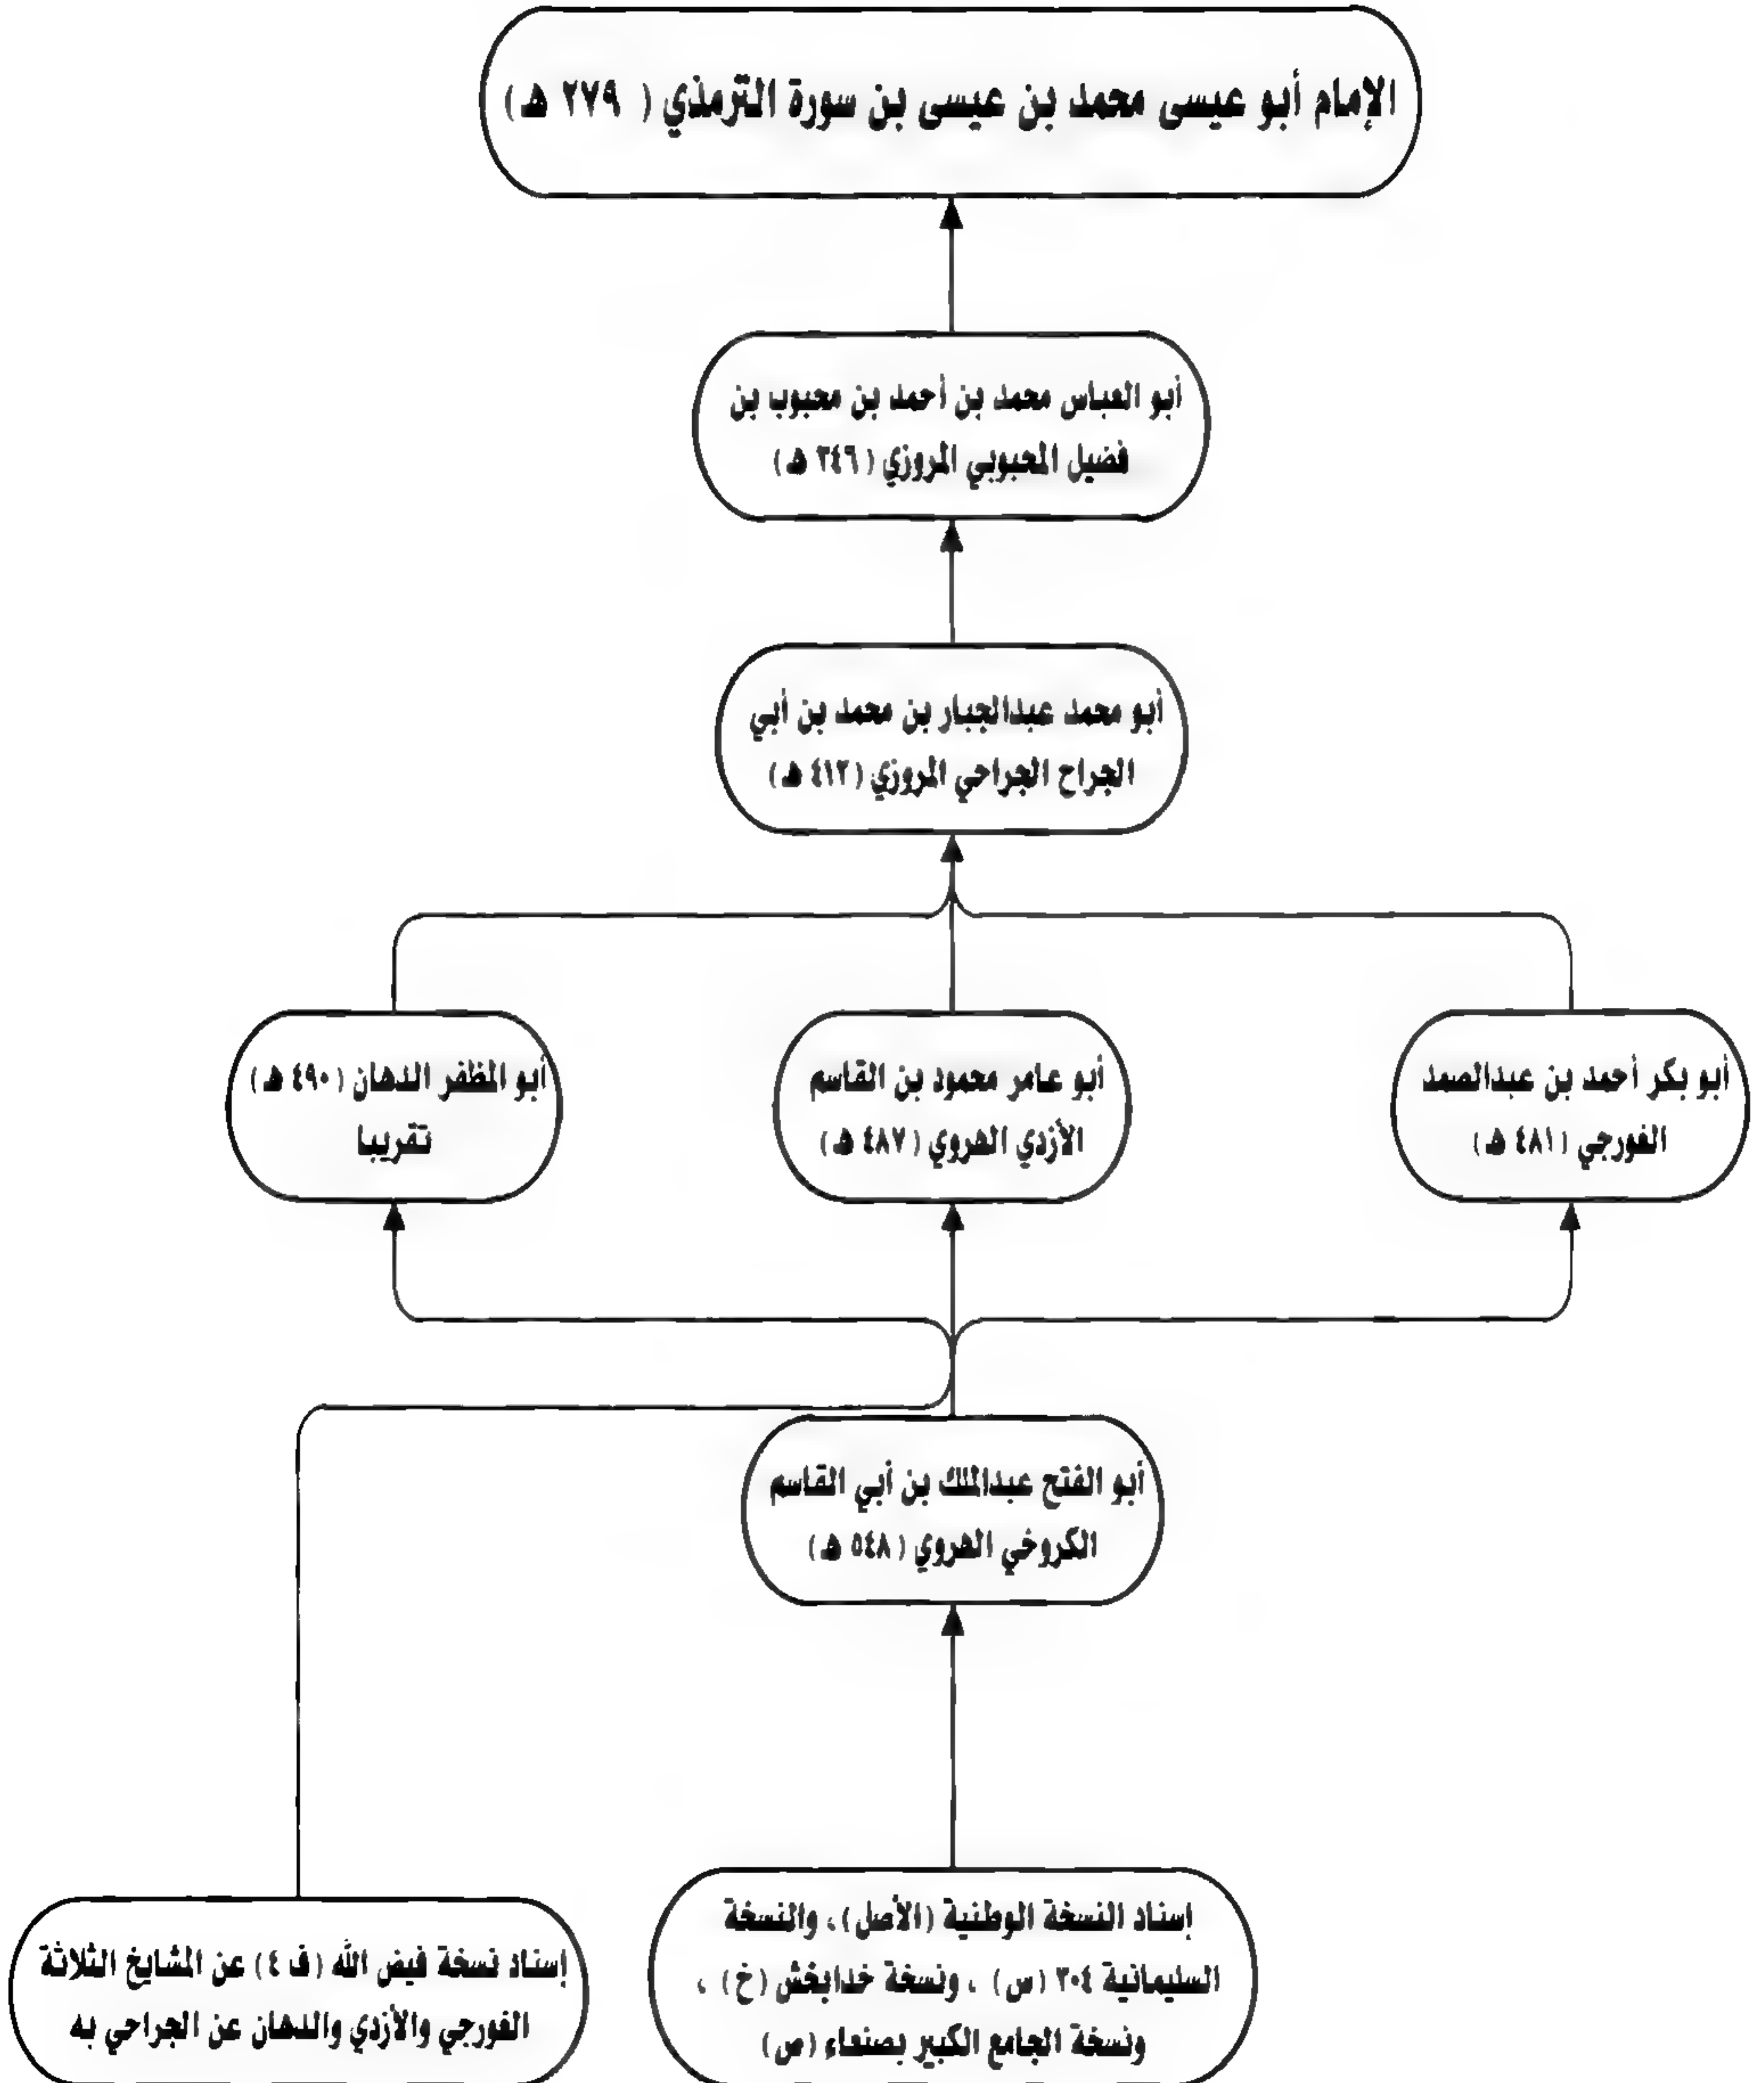 الإمام أبو عيسى محمد بن عيسى بن سورة الترمذي ( ٢٧٩ هـ )
أبو العباس محمد بن أحمد بن محبوب بن
فضيل المحبوبي المروزي ( ٣٤٦ هـ )
أبو محمد عبدالجبار بن محمد بن أبي
الجراح الجراحي المروزي ( ٤١٢ هـ )
أبو بكر أحمد بن عبدالصمد
الغورجي ( ٤٨١ هـ )
أبو عامر محمود بن القاسم
الأزدي الهروي ( ٤٨٧ هـ )
أبو المظفر الدهان ( ٤٩٠ هـ )
تقريبا
أبو الفتح عبدالملك بن أبي القاسم
الكروخي الهروي ( ٥٤٨ هـ )
إسناد النسخة الوطنية (الأصل)، والنسخة
السليمانية ٣٠٤ (س) ، ونسخة خدابخش (خ) ،
ونسخة الجامع الكبير بصنعاء (ص)
إسناد نسخة فيض الله (ف ٤) عن المشايخ الثلاثة
الغورجي والأزدي والدهان عن الجراحي به